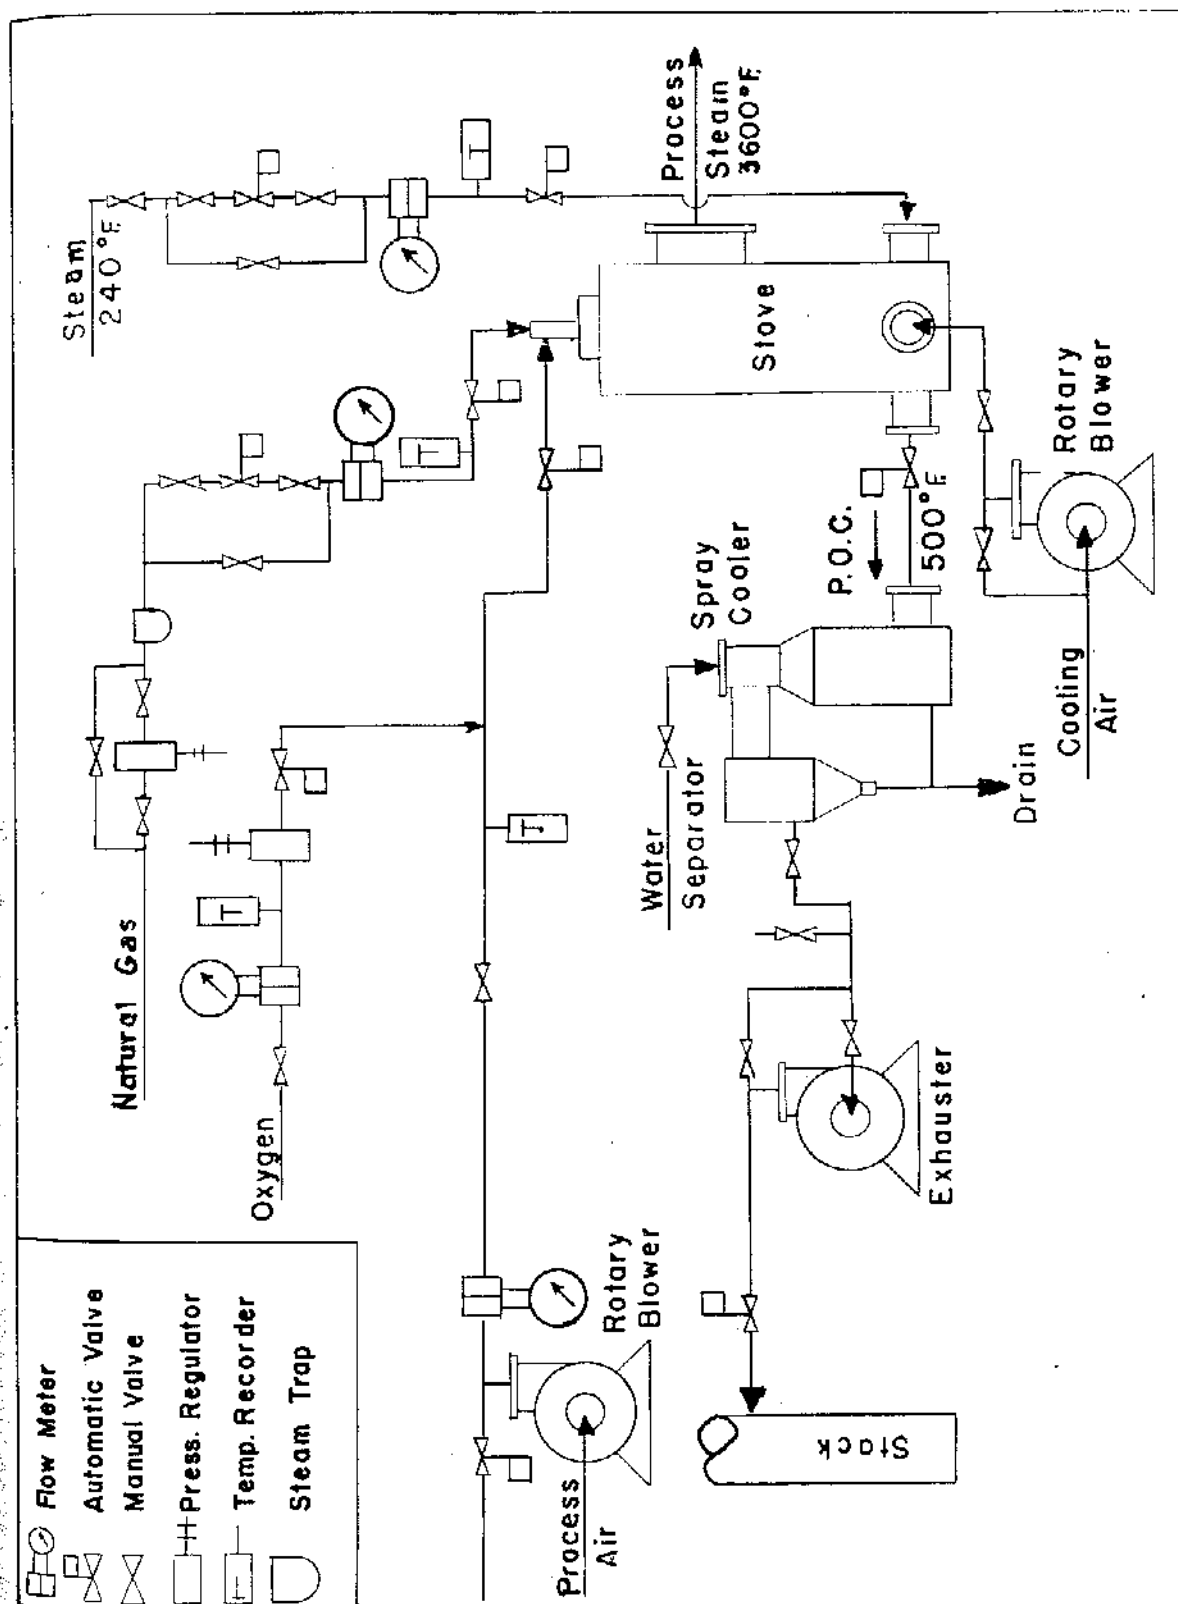 Steam
240°F.
Process
Steam
3600°F.
Stove
Natural Gas
Oxygen
T
T
T
T
P.O.C.
500°F.
Spray
Cooler
Rotary
Blower
Cooling
Air
Water
Separator
Drain
Exhauster
Rotary
Blower
Process
Air
Stack
Flow Meter
Automatic Valve
Manual Valve
Press. Regulator
Temp. Recorder
Steam Trap